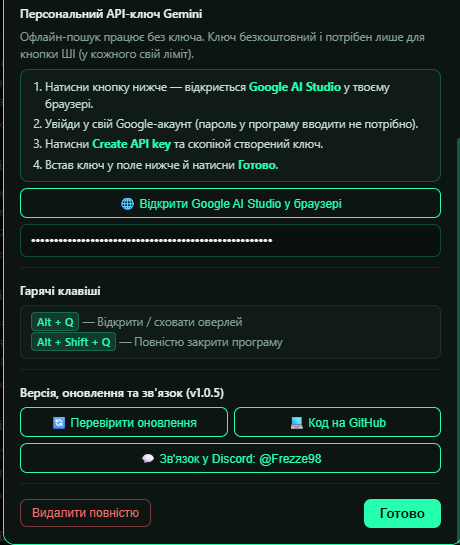 Персональний API-ключ Gemini
Офлайн-пошук працює без ключа. Ключ безкоштовний і потрібен лише для
кнопки ШІ (у кожного свій ліміт).
1. Натисни кнопку нижче — відкриється Google AI Studio у твоєму
браузері.
2. Увійди у свій Google-акаунт (пароль у програму вводити не потрібно).
3. Натисни Create API key та скопіюй створений ключ.
4. Встав ключ у поле нижче й натисни Готово.
Відкрити Google AI Studio у браузері
Гарячі клавіші
Alt + Q — Відкрити / сховати оверлей
Alt + Shift + Q — Повністю закрити програму
Версія, оновлення та зв'язок (v1.0.5)
Перевірити оновлення
Код на GitHub
Зв'язок у Discord: @Frezze98
Видалити повністю
Готово